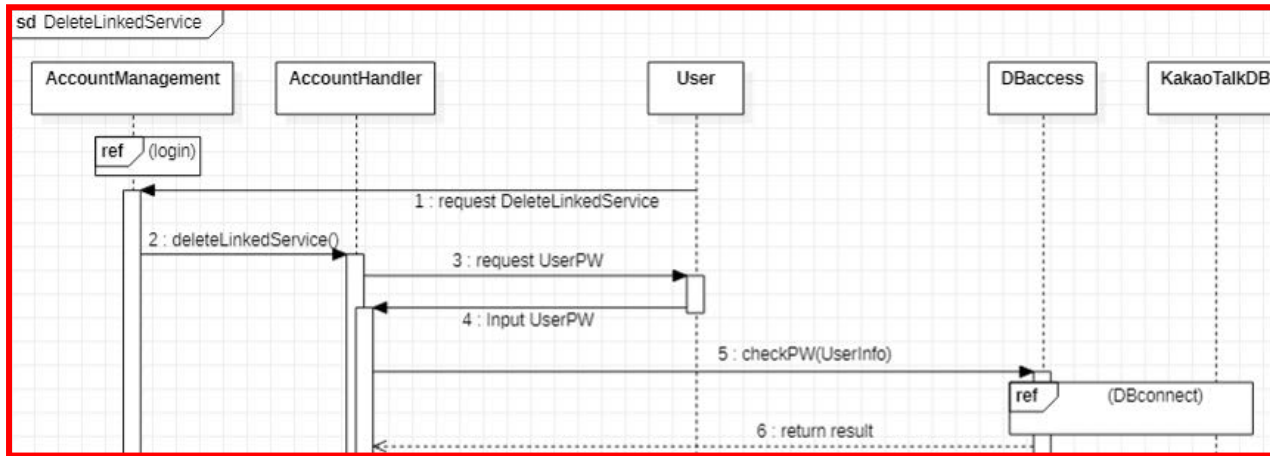 sd DeleteLinkedService
AccountManagement
AccountHandler
User
DBaccess
KakaoTalkDB
ref (login)
1 : request DeleteLinkedService
2 : deleteLinkedService()
3 : request UserPW
4 : Input UserPW
5 : checkPW(UserInfo)
ref (DBconnect)
6 : return result